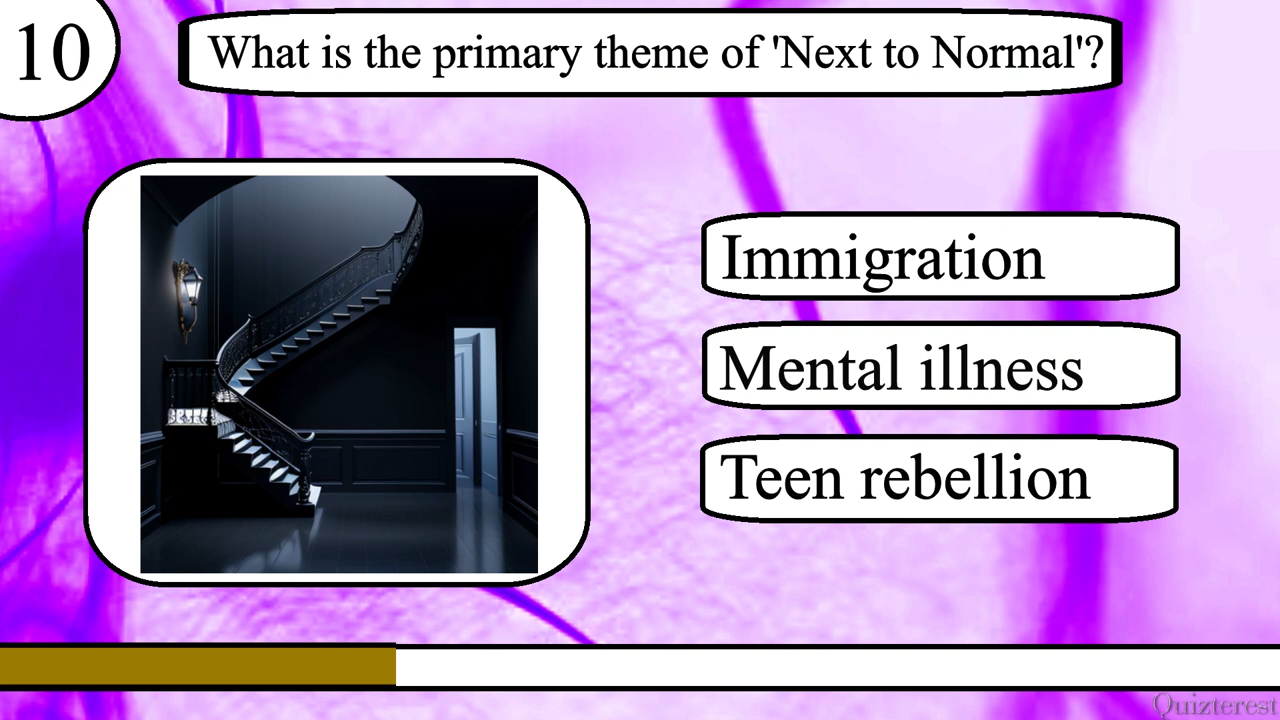 10
What is the primary theme of 'Next to Normal'?
Immigration
Mental illness
Teen rebellion
Quizterest